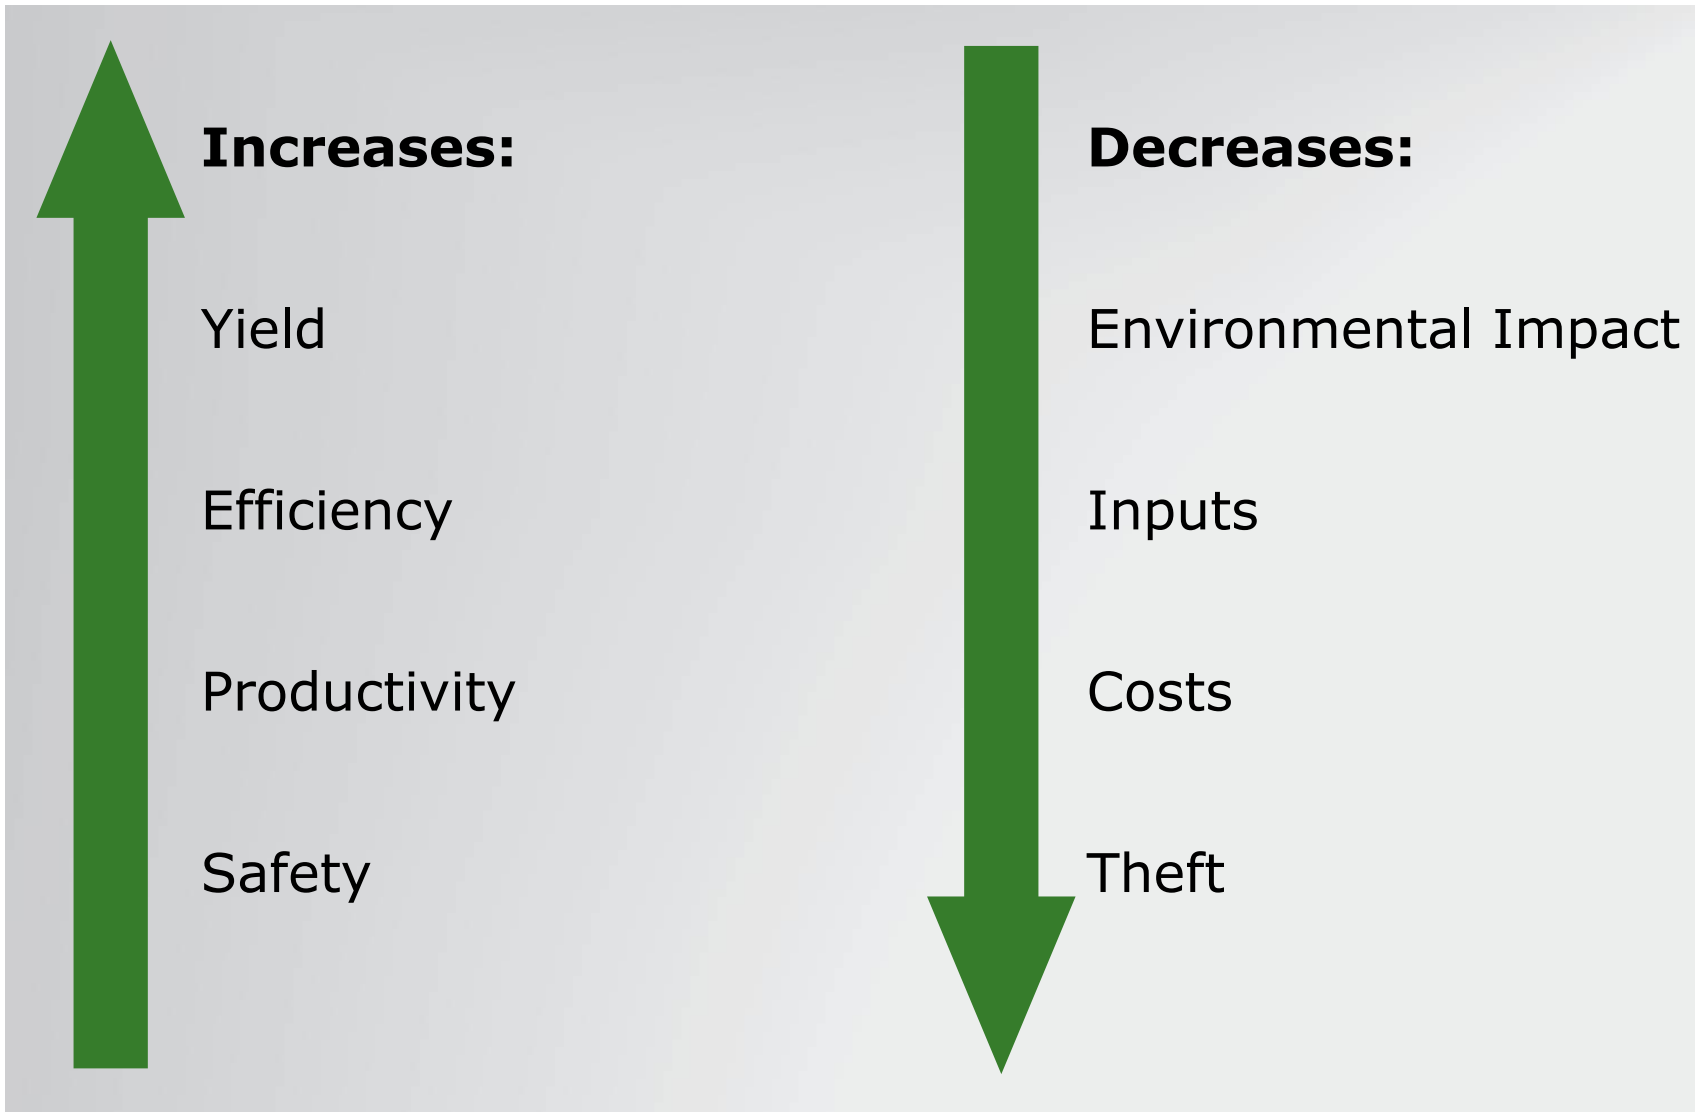 Increases:
Yield
Efficiency
Productivity
Safety
Decreases:
Environmental Impact
Inputs
Costs
Theft